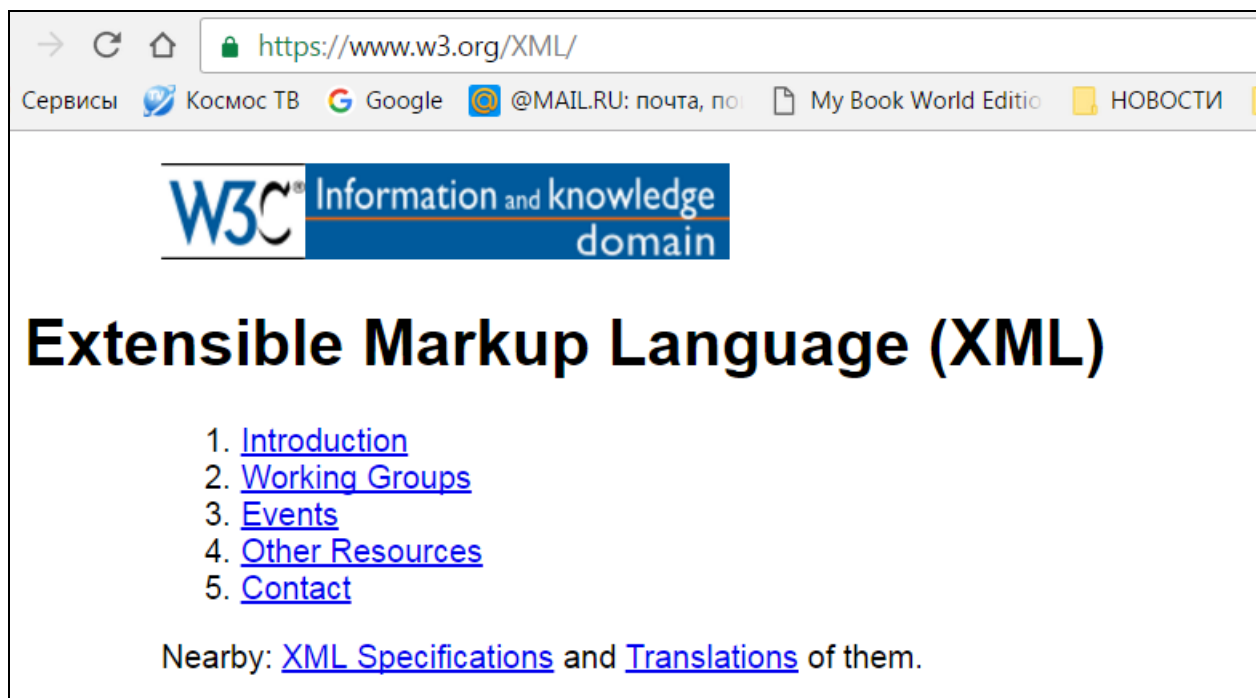 https://www.w3.org/XML/
Сервисы Космос ТВ Google @MAIL.RU: почта, My Book World Editio НОВОСТИ
W3C® Information and knowledge
domain
Extensible Markup Language (XML)
1. Introduction
2. Working Groups
3. Events
4. Other Resources
5. Contact
Nearby: XML Specifications and Translations of them.